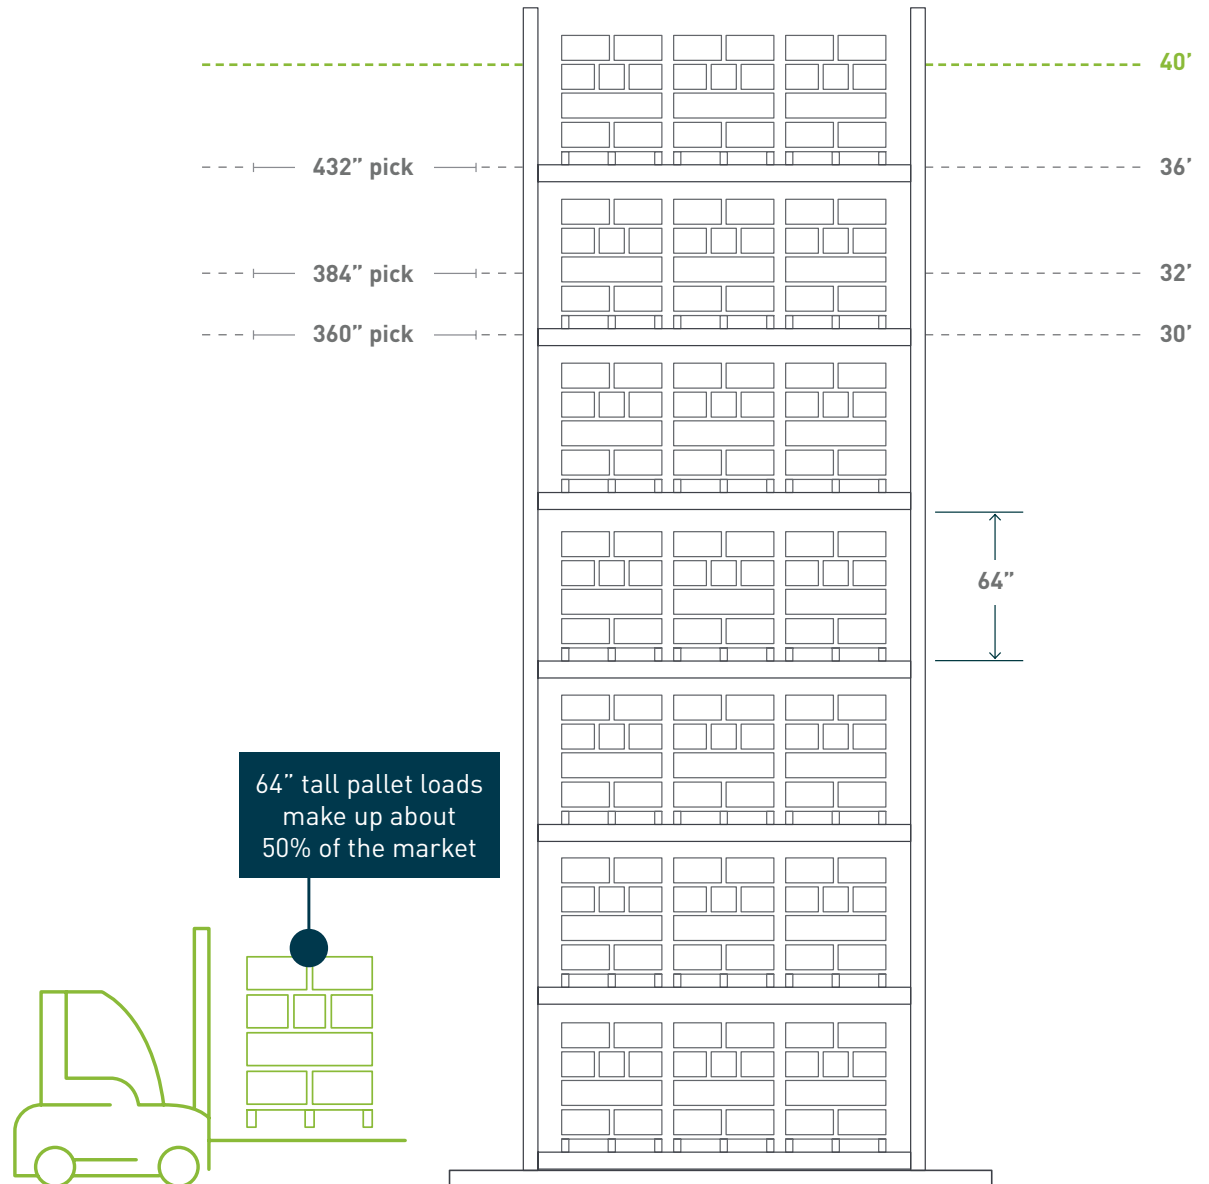 40’
432” pick
36’
384” pick
32’
360” pick
30’
64”
64” tall pallet loads
make up about
50% of the market